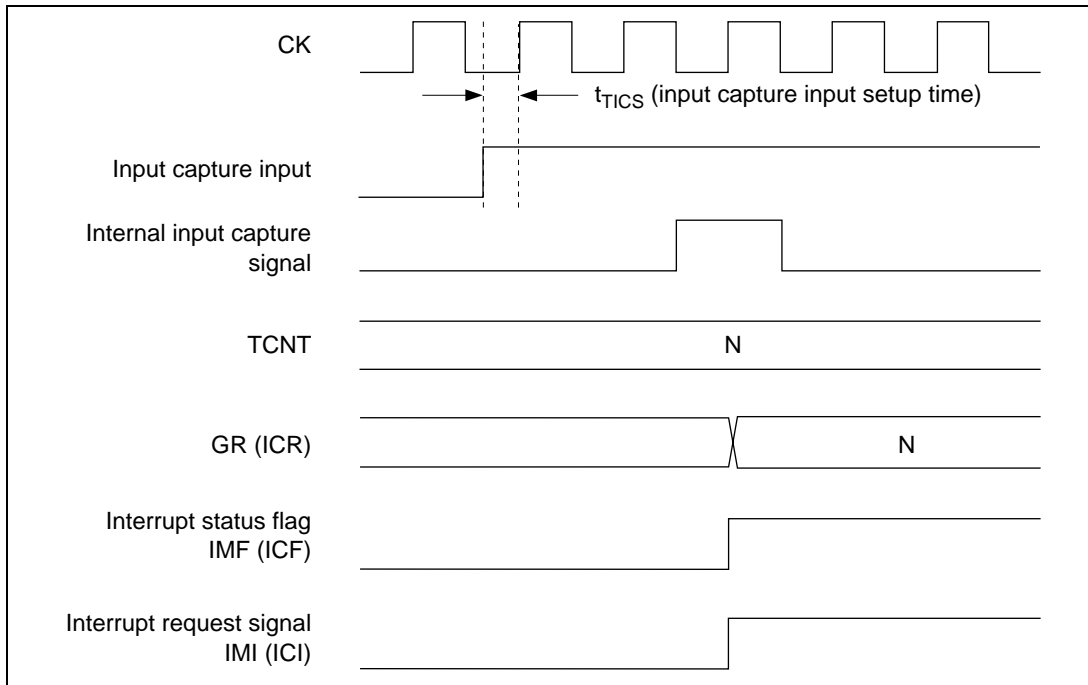 CK
t_TICS (input capture input setup time)
Input capture input
Internal input capture
signal
TCNT
N
GR (ICR)
N
Interrupt status flag
IMF (ICF)
Interrupt request signal
IMI (ICI)